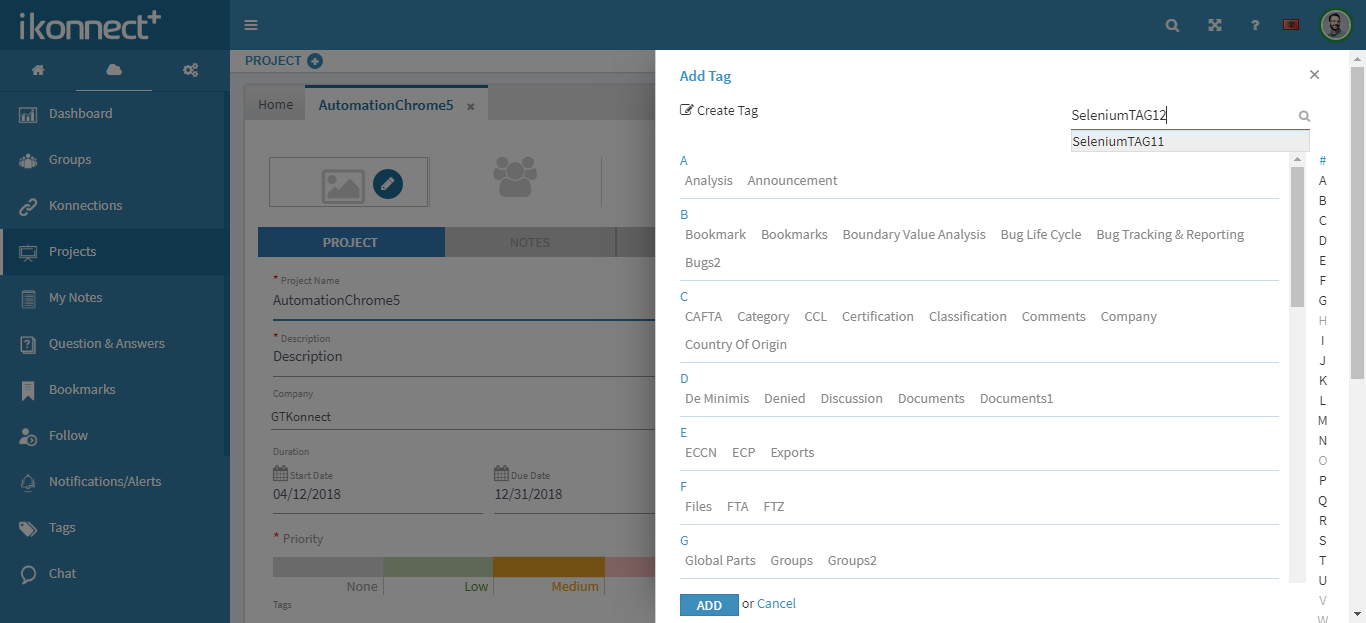 ikonnect+
PROJECT
Home
AutomationChrome5
Dashboard
Groups
Konnections
Projects
My Notes
Question & Answers
Bookmarks
Follow
Notifications/Alerts
Tags
Chat
PROJECT
NOTES
* Project Name
AutomationChrome5
* Description
Description
Company
GTKonnect
Duration
Start Date
Due Date
04/12/2018
12/31/2018
* Priority
None
Low
Medium
Tags
Add Tag
Create Tag
SeleniumTAG12
SeleniumTAG11
A
Analysis Announcement
B
Bookmark Bookmarks Boundary Value Analysis Bug Life Cycle Bug Tracking & Reporting
Bugs2
C
CAFTA Category CCL Certification Classification Comments Company
Country Of Origin
D
De Minimis Denied Discussion Documents Documents1
E
ECCN ECP Exports
F
Files FTA FTZ
G
Global Parts Groups Groups2
ADD or Cancel
#
A
B
C
D
E
F
G
H
I
J
K
L
M
N
O
P
Q
R
S
T
U
V
W